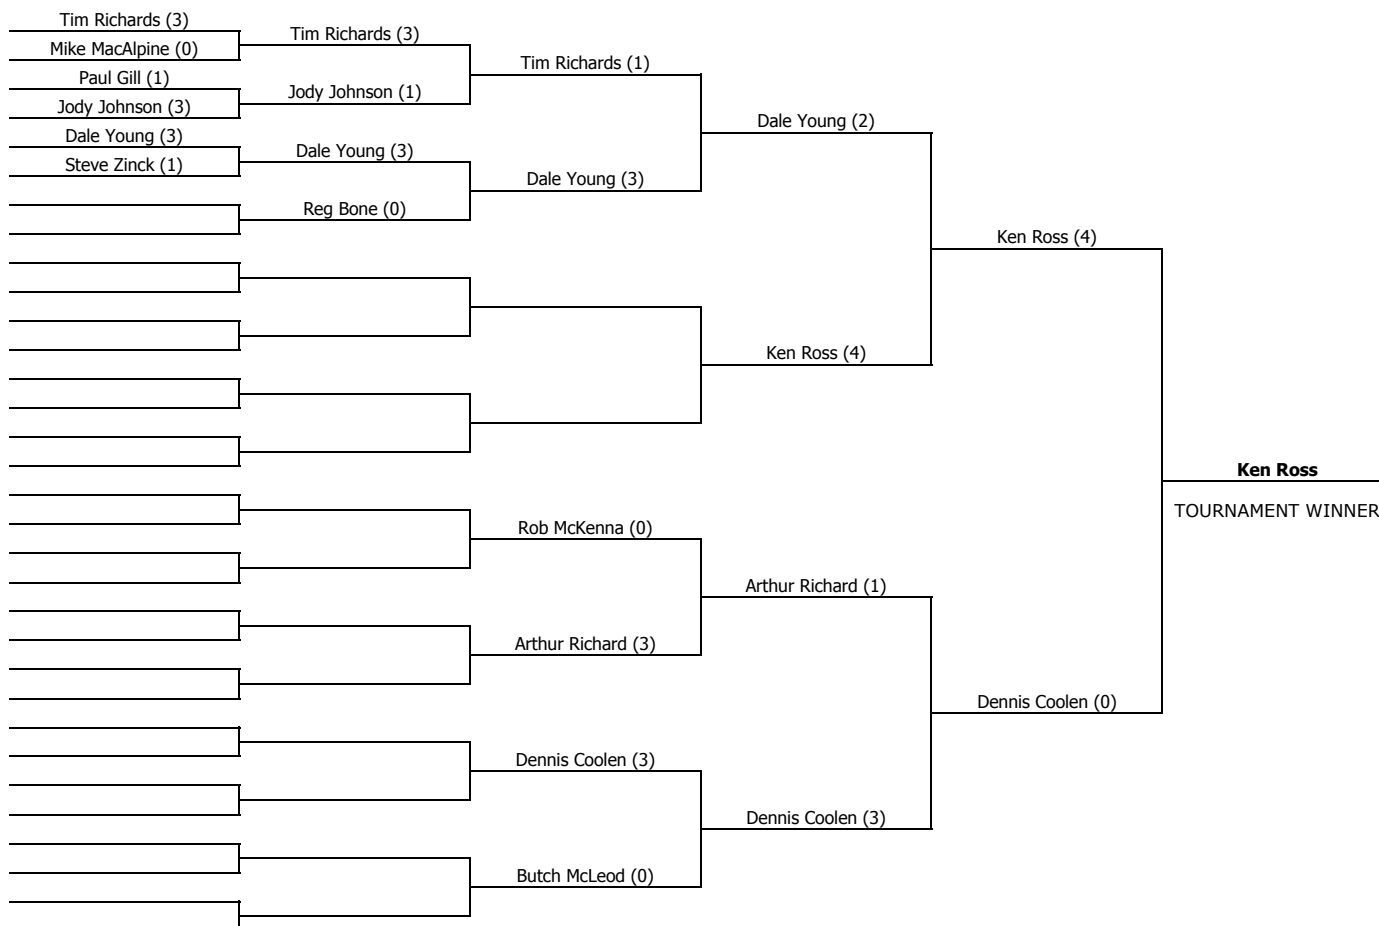 Tim Richards (3)
Mike MacAlpine (0)
Paul Gill (1)
Jody Johnson (3)
Dale Young (3)
Steve Zinck (1)
Tim Richards (3)
Jody Johnson (1)
Dale Young (3)
Reg Bone (0)
Tim Richards (1)
Dale Young (3)
Rob McKenna (0)
Arthur Richard (3)
Dennis Coolen (3)
Butch McLeod (0)
Dale Young (2)
Ken Ross (4)
Arthur Richard (1)
Dennis Coolen (3)
Ken Ross (4)
Dennis Coolen (0)
Ken Ross
TOURNAMENT WINNER